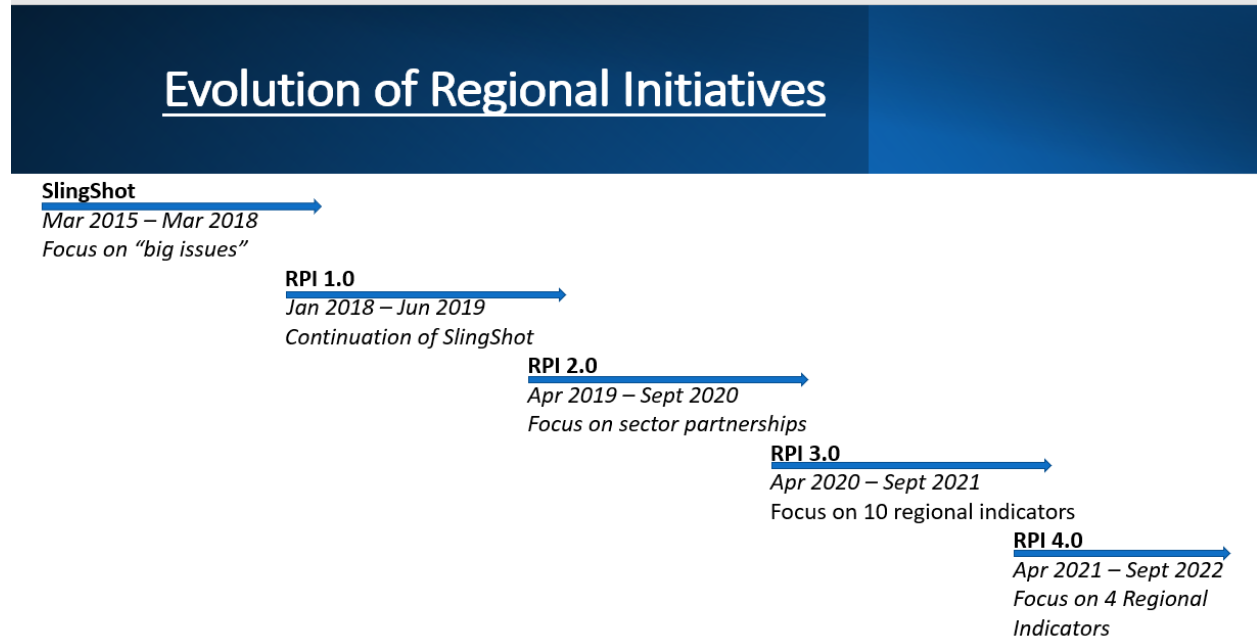 Evolution of Regional Initiatives
SlingShot
Mar 2015 – Mar 2018
Focus on “big issues”
RPI 1.0
Jan 2018 – Jun 2019
Continuation of SlingShot
RPI 2.0
Apr 2019 – Sept 2020
Focus on sector partnerships
RPI 3.0
Apr 2020 – Sept 2021
Focus on 10 regional indicators
RPI 4.0
Apr 2021 – Sept 2022
Focus on 4 Regional
Indicators